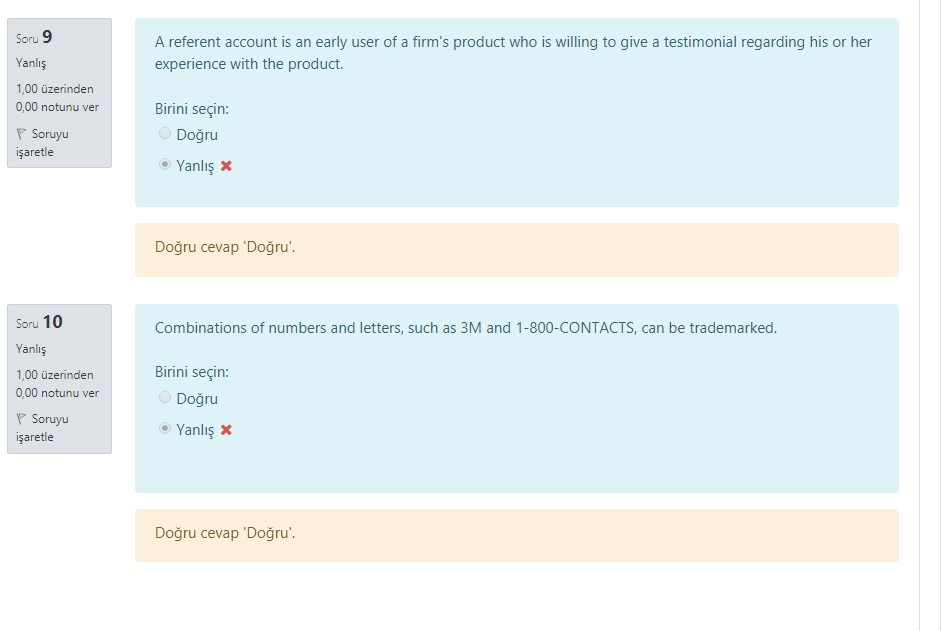 Soru 9
Yanlış
1,00 üzerinden
0,00 notunu ver
Soruyu
işaretle
A referent account is an early user of a firm's product who is willing to give a testimonial regarding his or her
experience with the product.
Birini seçin:
Doğru
Yanlış
Doğru cevap 'Doğru'.
Soru 10
Yanlış
1,00 üzerinden
0,00 notunu ver
Soruyu
işaretle
Combinations of numbers and letters, such as 3M and 1-800-CONTACTS, can be trademarked.
Birini seçin:
Doğru
Yanlış
Doğru cevap 'Doğru'.